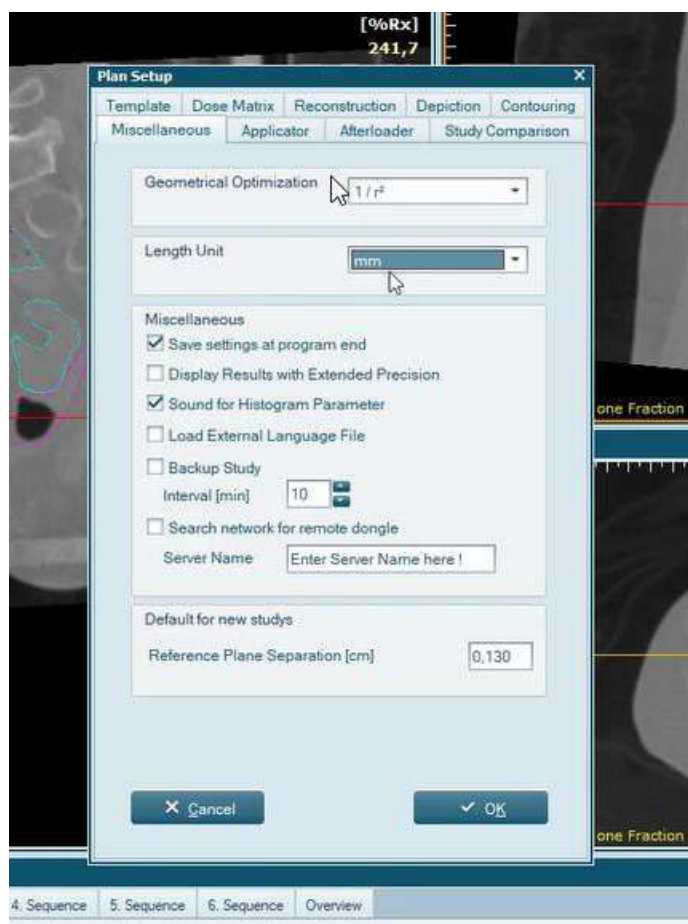 [%Rx]
241,7
Plan Setup
Template Dose Matrix Reconstruction Depiction Contouring
Miscellaneous Applicator Afterloader Study Comparison
Geometrical Optimization 1 / r²
Length Unit mm
Miscellaneous
Save settings at program end
Display Results with Extended Precision
Sound for Histogram Parameter
one Fraction
Load External Language File
Backup Study
Interval [min] 10
Search network for remote dongle
Server Name Enter Server Name here !
Default for new studys
Reference Plane Separation [cm] 0,130
Cancel OK
one Fraction
4. Sequence 5. Sequence 6. Sequence Overview